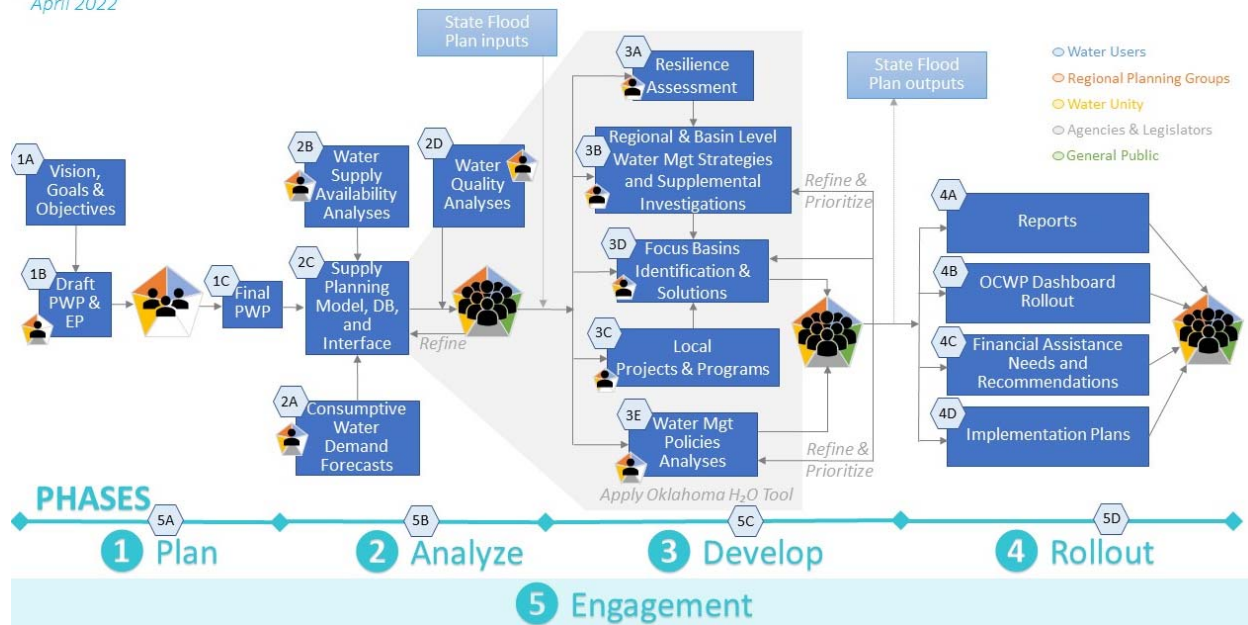 April 2022
State Flood
Plan inputs
State Flood
Plan outputs
Water Users
Regional Planning Groups
Water Unity
Agencies & Legislators
General Public
1A
Vision,
Goals &
Objectives
1B
Draft
PWP &
EP
1C
Final
PWP
2B
Water
Supply
Availability
Analyses
2D
Water
Quality
Analyses
2C
Supply
Planning
Model, DB,
and
Interface
Refine
2A
Consumptive
Water
Demand
Forecasts
3A
Resilience
Assessment
3B
Regional & Basin Level
Water Mgt Strategies
and Supplemental
Investigations
Refine &
Prioritize
3D
Focus Basins
Identification &
Solutions
3C
Local
Projects & Programs
3E
Water Mgt
Policies
Analyses
Refine &
Prioritize
Apply Oklahoma H₂O Tool
4A
Reports
4B
OCWP Dashboard
Rollout
4C
Financial Assistance
Needs and
Recommendations
4D
Implementation Plans
PHASES
5A
5B
5C
5D
1 Plan
2 Analyze
3 Develop
4 Rollout
5 Engagement